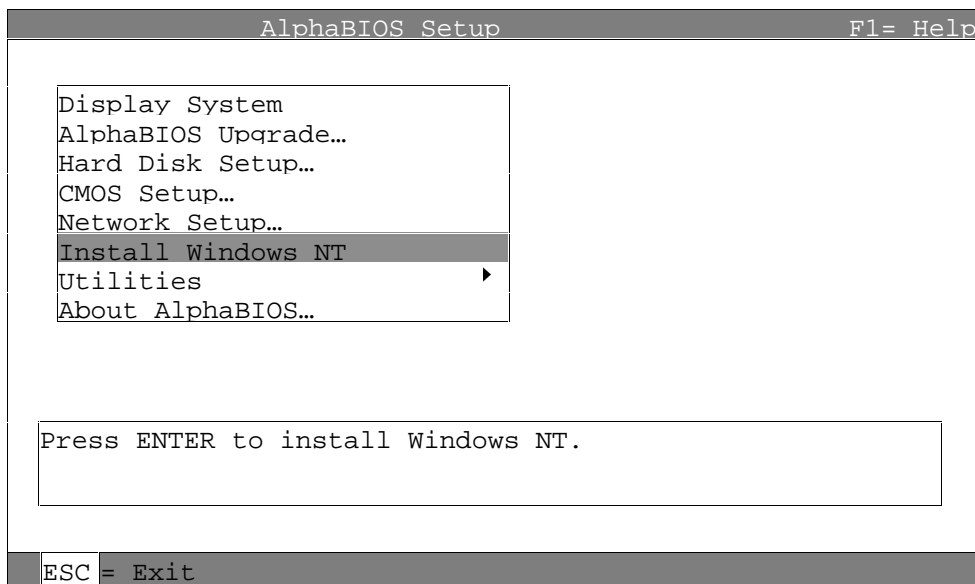 AlphaBIOS Setup F1= Help
Display System
AlphaBIOS Upgrade…
Hard Disk Setup…
CMOS Setup…
Network Setup…
Install Windows NT
Utilities
About AlphaBIOS…
Press ENTER to install Windows NT.
ESC = Exit